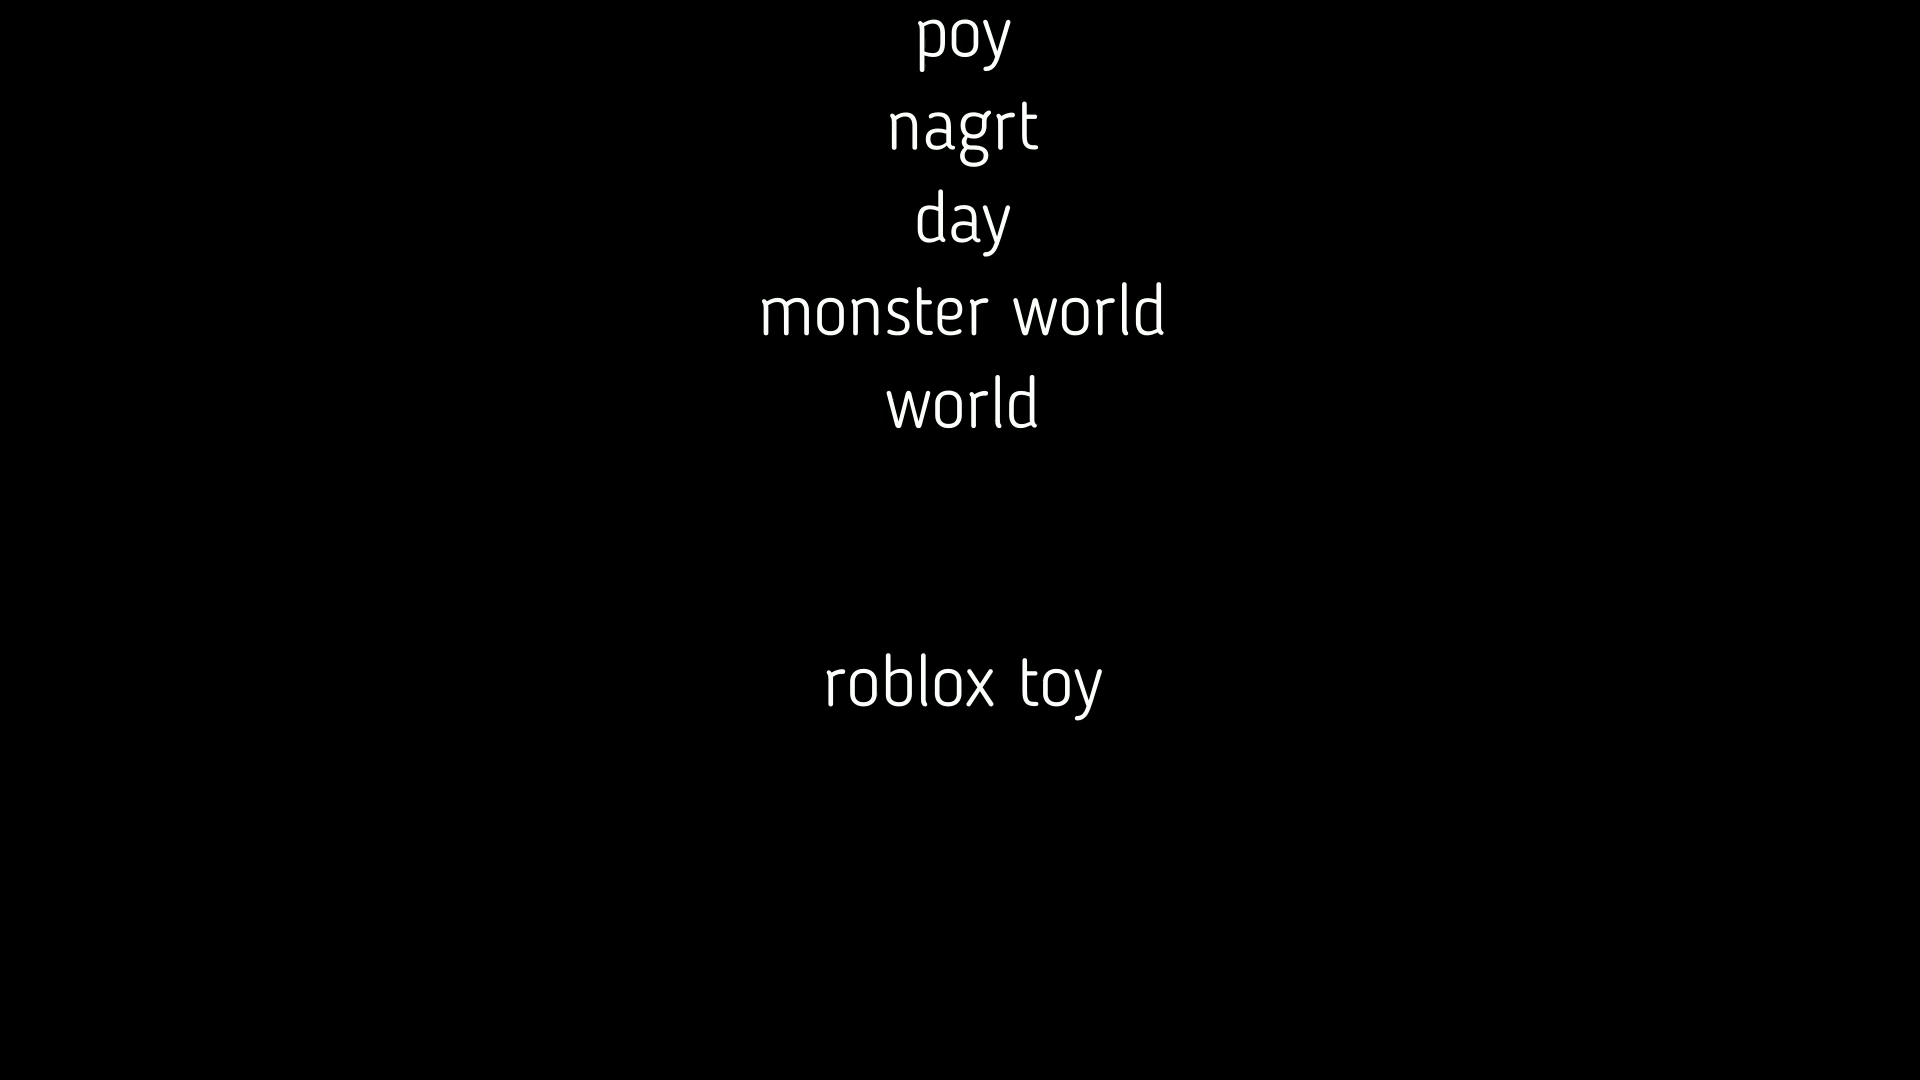 poy
nagrt
day
monster world
world
roblox toy